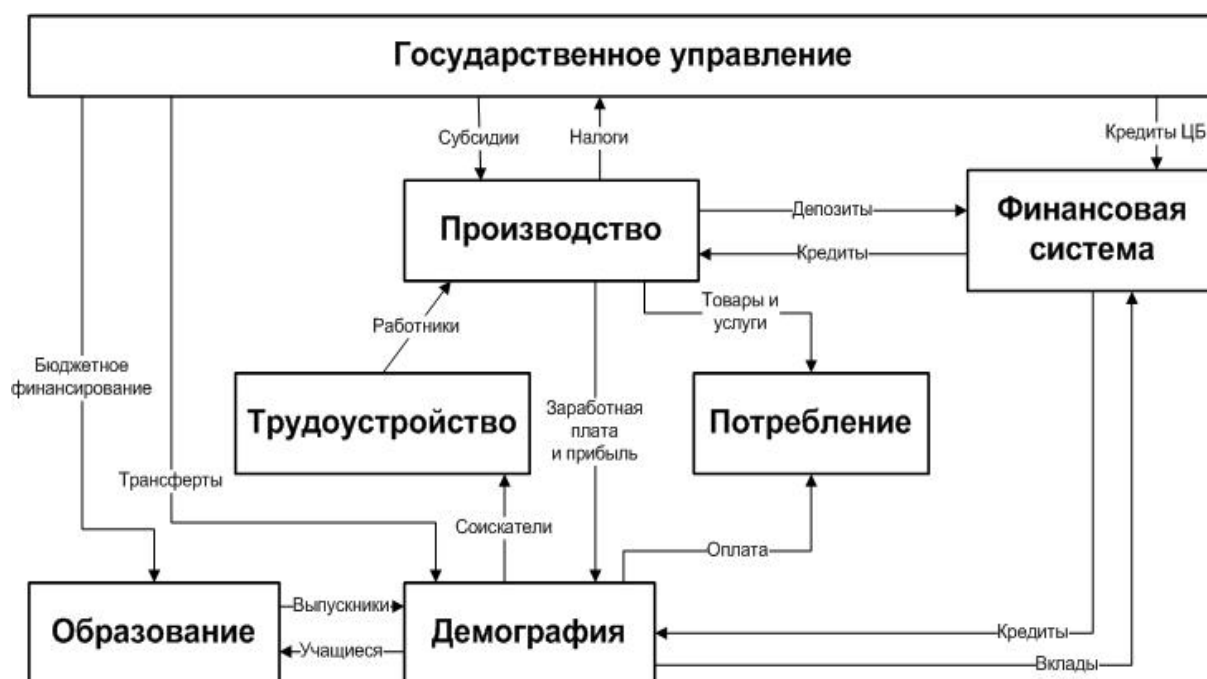 Государственное управление
Субсидии
Налоги
Кредиты ЦБ
Производство
Депозиты
Кредиты
Финансовая
система
Работники
Товары и
услуги
Бюджетное
финансирование
Трудоустройство
Заработная
плата
и прибыль
Потребление
Трансферты
Соискатели
Оплата
Образование
Выпускники
Учащиеся
Демография
Кредиты
Вклады